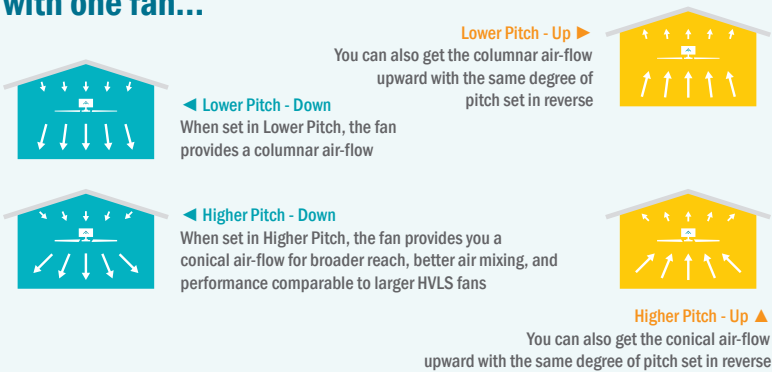 with one fan...
Lower Pitch - Up ►
You can also get the columnar air-flow
upward with the same degree of
pitch set in reverse
◄ Lower Pitch - Down
When set in Lower Pitch, the fan
provides a columnar air-flow
◄ Higher Pitch - Down
When set in Higher Pitch, the fan provides you a
conical air-flow for broader reach, better air mixing, and
performance comparable to larger HVLS fans
Higher Pitch - Up ▲
You can also get the conical air-flow
upward with the same degree of pitch set in reverse